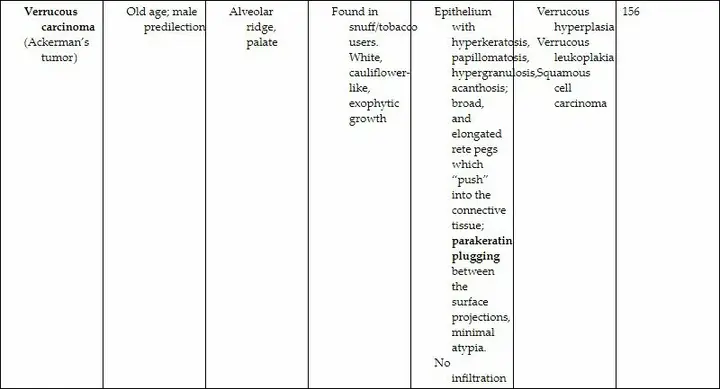 Verrucous
carcinoma
(Ackerman's
tumor)
Old age; male
predilection
Alveolar
ridge,
palate
Found in
snuff/tobacco
users.
White,
cauliflower-
like,
exophytic
growth
Epithelium
with
hyperkeratosis,
papillomatosis,
hypergranulosis,
acanthosis;
broad,
and
elongated
rete pegs
which
"push"
into the
connective
tissue;
parakeratin
plugging
between
the
surface
projections,
minimal
atypia.
No
infiltration
Verrucous
hyperplasia
Verrucous
leukoplakia
Squamous
cell
carcinoma
156